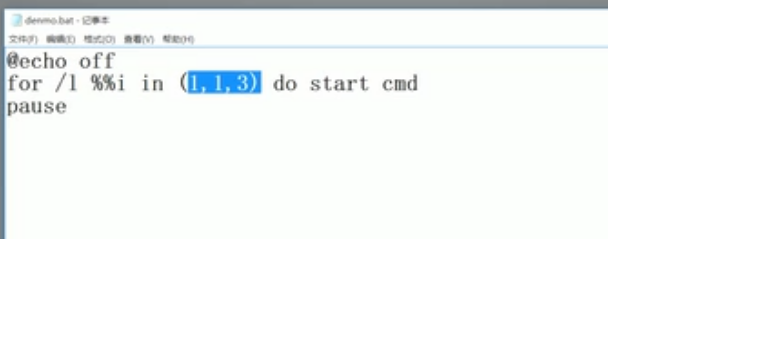 denmo.bat - 记事本
文件(F) 编辑(E) 格式(O) 查看(V) 帮助(H)
@echo off
for /l %%i in (1,1,3) do start cmd
pause